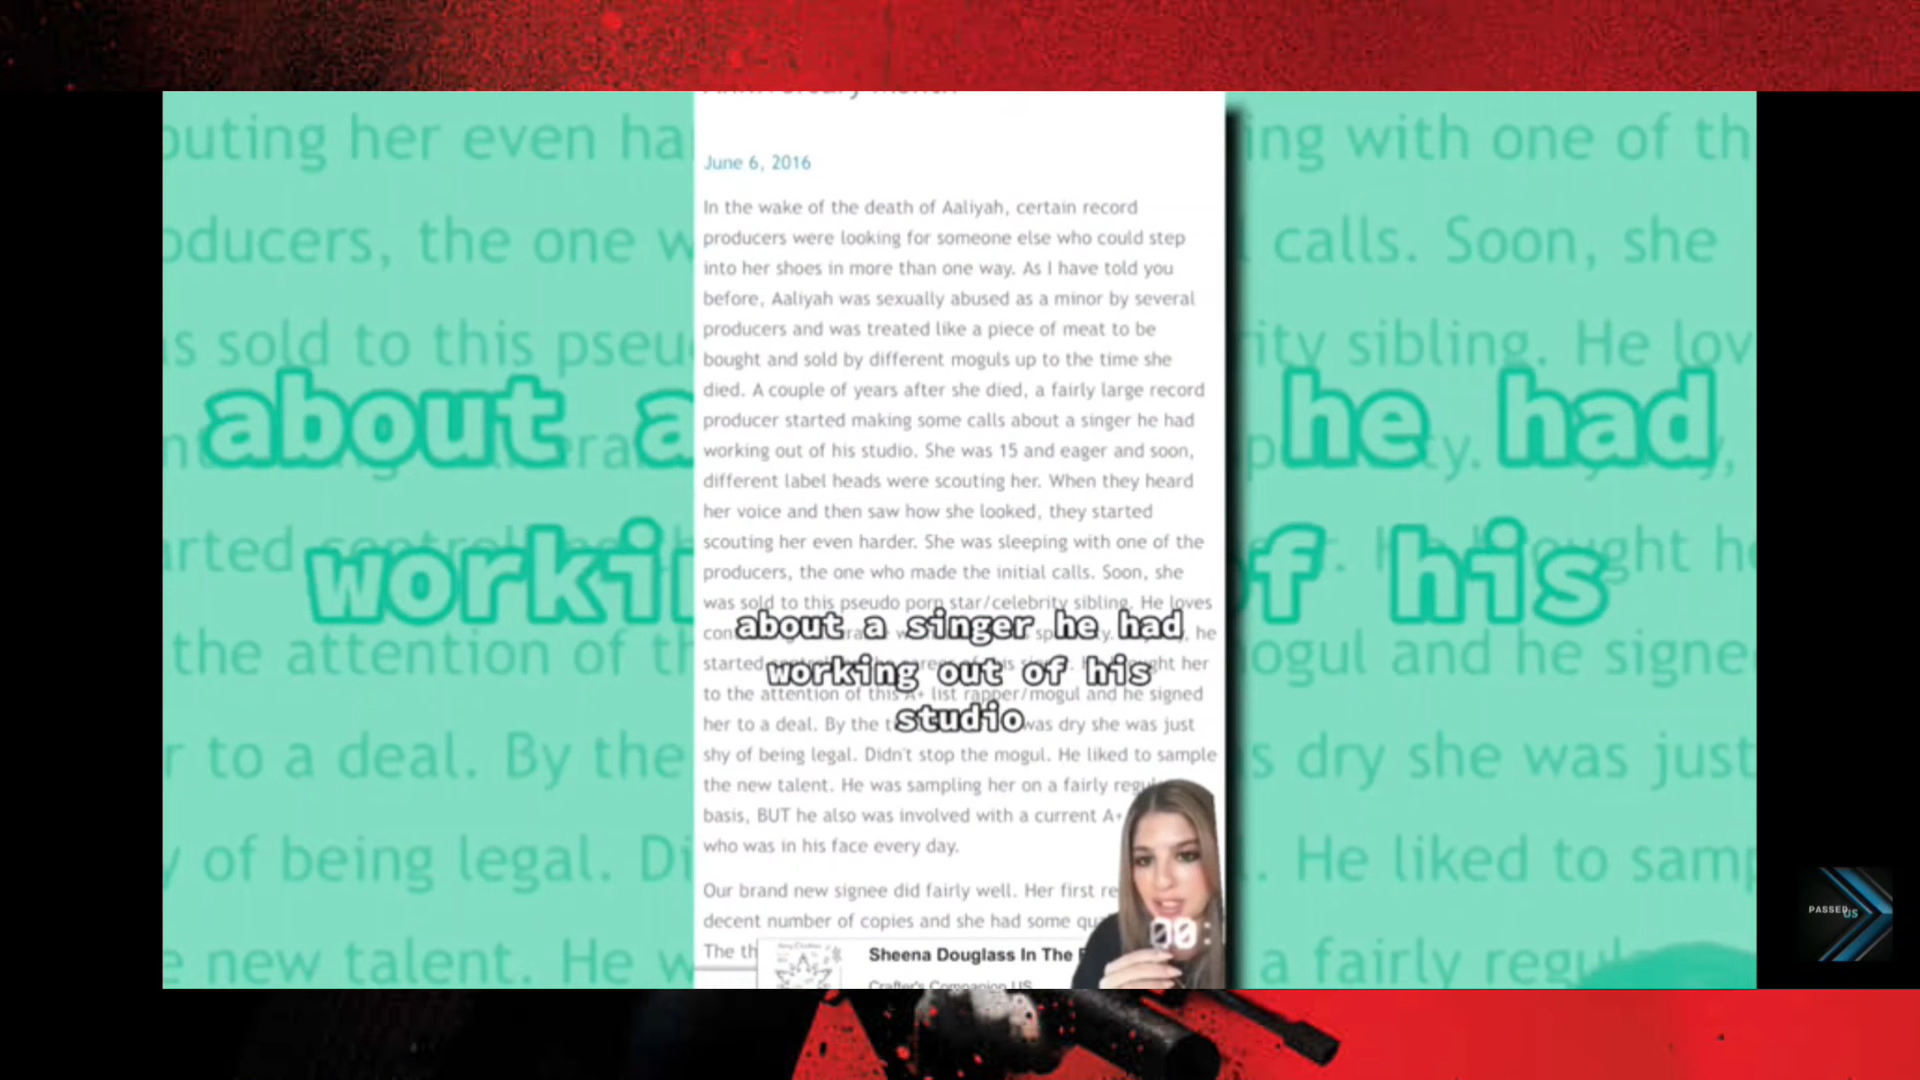 June 6, 2016
In the wake of the death of Aaliyah, certain record
producers were looking for someone else who could step
into her shoes in more than one way. As I have told you
before, Aaliyah was sexually abused as a minor by several
producers and was treated like a piece of meat to be
bought and sold by different moguls up to the time she
died. A couple of years after she died, a fairly large record
producer started making some calls about a singer he had
working out of his studio. She was 15 and eager and soon,
different label heads were scouting her. When they heard
her voice and then saw how she looked, they started
scouting her even harder. She was sleeping with one of the
producers, the one who made the initial calls. Soon, she
was sold to this pseudo porn star/celebrity sibling. He loves
he
started
her
to the attention of this A+ list rapper/mogul and he signed
her to a deal. By the was dry she was just
shy of being legal. Didn't stop the mogul. He liked to sample
the new talent. He was sampling her on a fairly
basis, BUT he also was involved with a current A+
who was in his face every day.
Our brand new signee did fairly well. Her first
decent number of copies and she had some
The
about a singer he had
working out of his
studio
Sheena Douglass In The
Crafter's Companion US
00:
about he had
his
outing her even
ing with one of
producers, the one
calls. Soon, she
sold to this
sibling. He
the attention of
mogul and he
to a deal. By the
dry she was just
of being legal.
He liked to
new talent. He
a fairly
PASSED
US